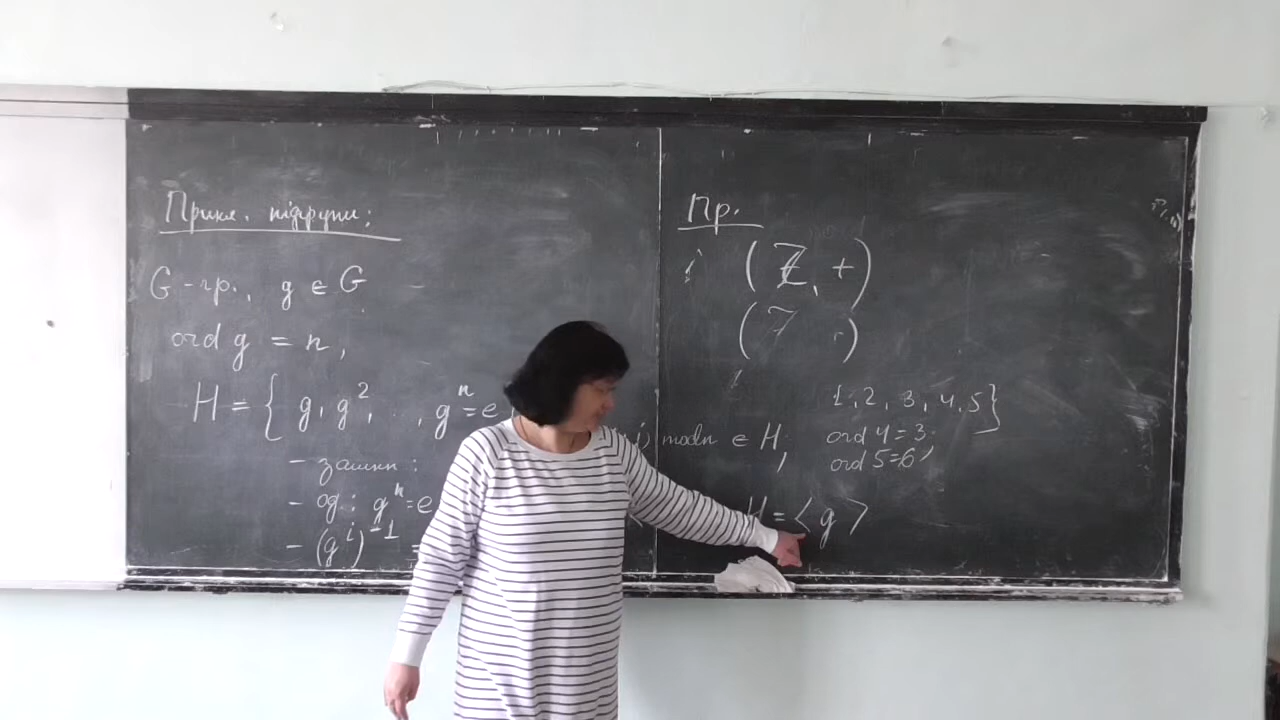 Прикл. підгрупи:
G - гр., g ∈ G
ord g = n,
H = { g, g², ..., gⁿ = e
- замкн:
- од: gⁿ = e
- (gⁱ)⁻¹ =
mod n ∈ H,
H = <g>
Пр.
1) (ℤ, +)
1, 2, 3, 4, 5}
ord 4 = 3,
ord 5 = 6,